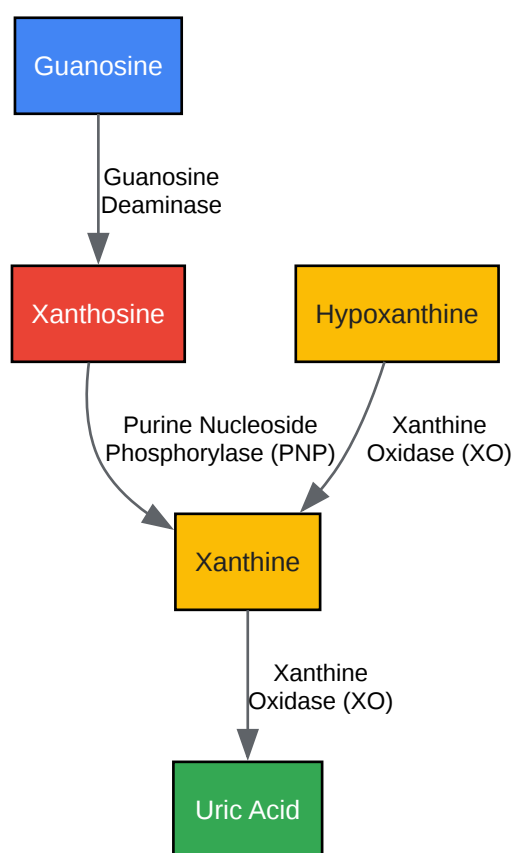 Guanosine
Guanosine
Deaminase
Xanthosine
Hypoxanthine
Purine Nucleoside
Phosphorylase (PNP)
Xanthine
Oxidase (XO)
Xanthine
Xanthine
Oxidase (XO)
Uric Acid